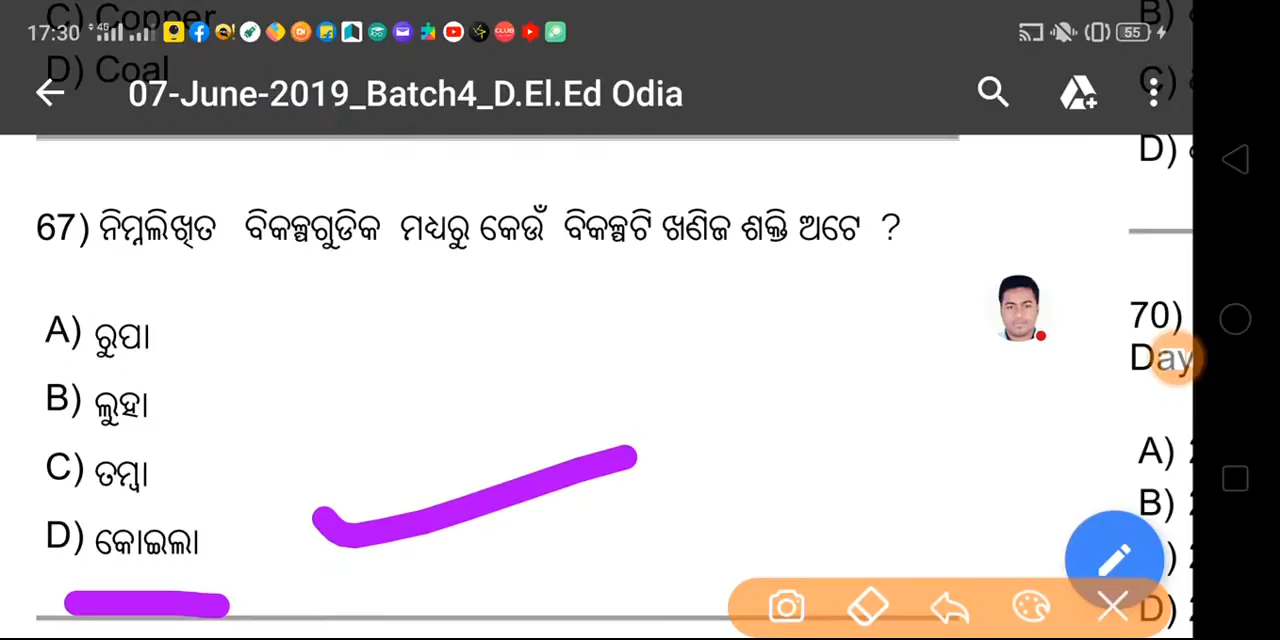 C) Copper
17:30
55
D) Coal
07-June-2019_Batch4_D.El.Ed Odia
67) ନିମ୍ନଲିଖିତ ବିକଳ୍ପଗୁଡିକ ମଧ୍ୟରୁ କେଉଁ ବିକଳ୍ପଟି ଖଣିଜ ଶକ୍ତି ଅଟେ ?
A) ରୁପା
B) ଲୁହା
C) ତମ୍ବା
D) କୋଇଲା
B)
C)
D)
70)
Day
A)
B)
)
D)